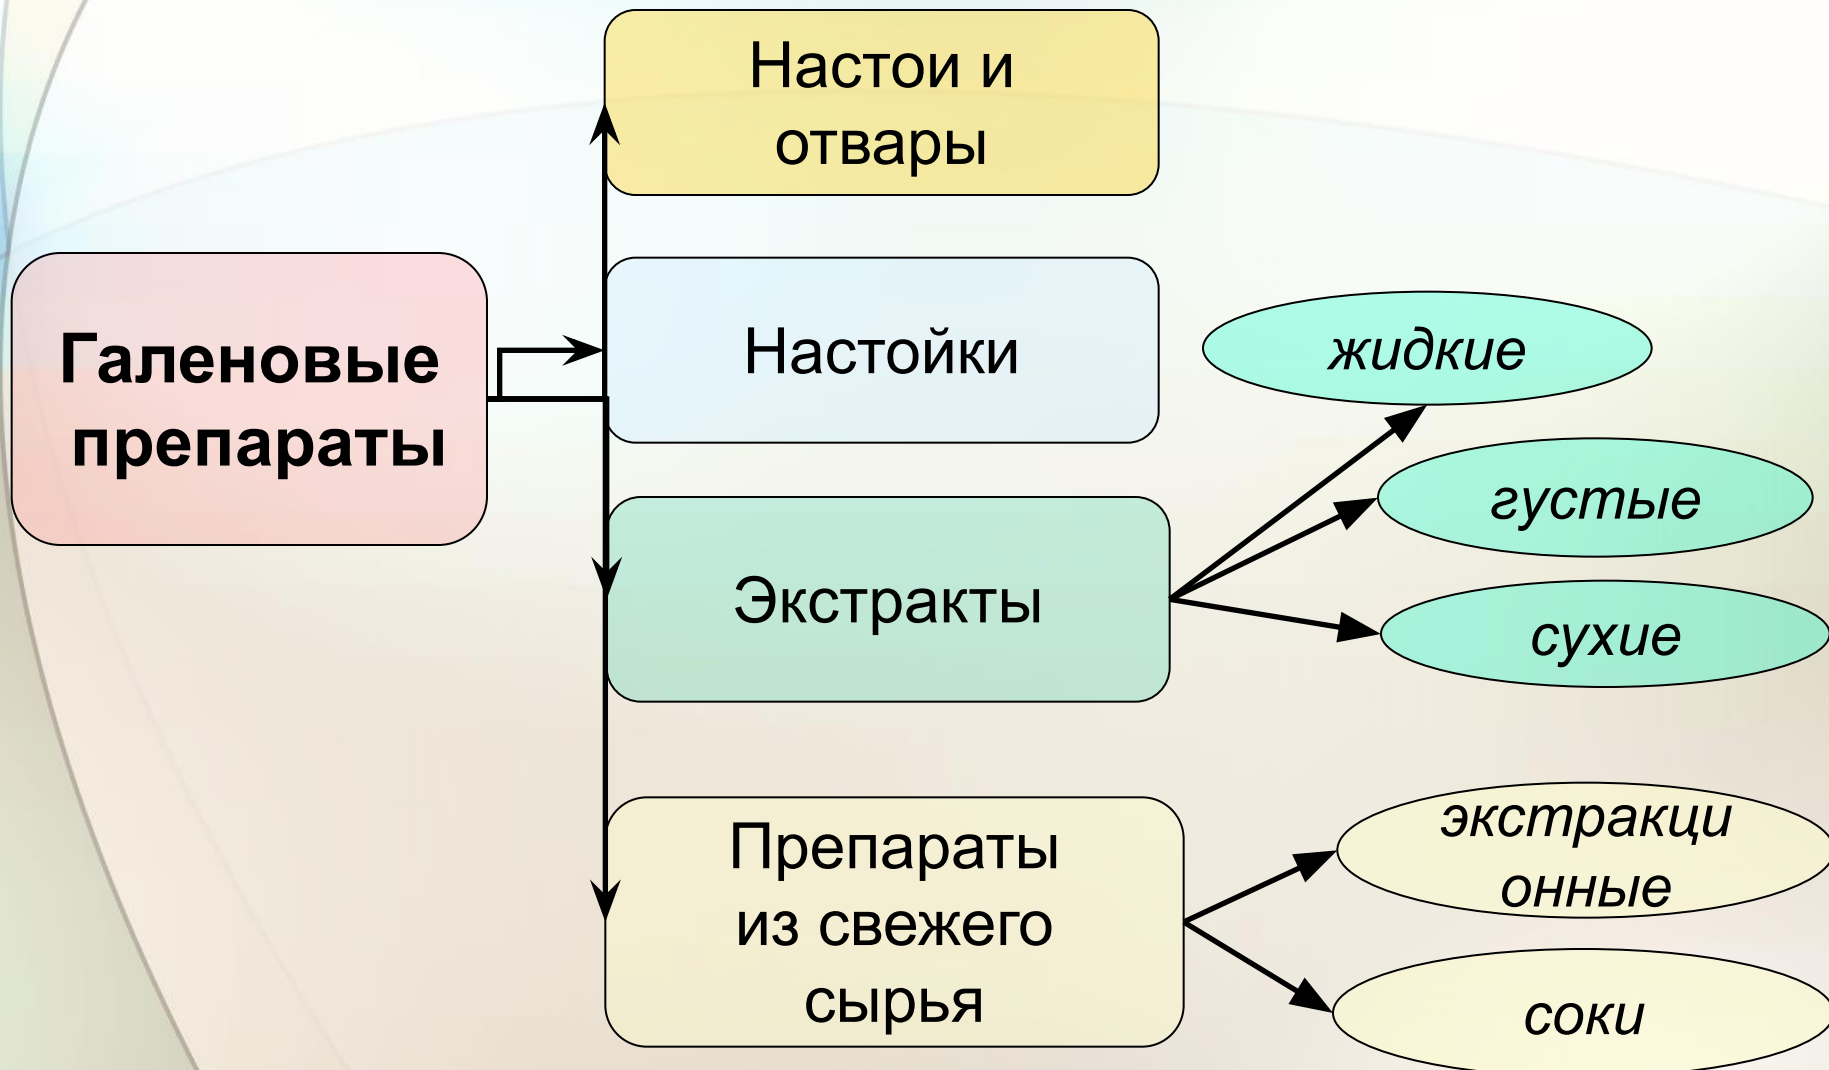 Настои и
отвары
Галеновые
препараты
Настойки
жидкие
густые
Экстракты
сухие
Препараты
из свежего
сырья
экстракци
онные
соки